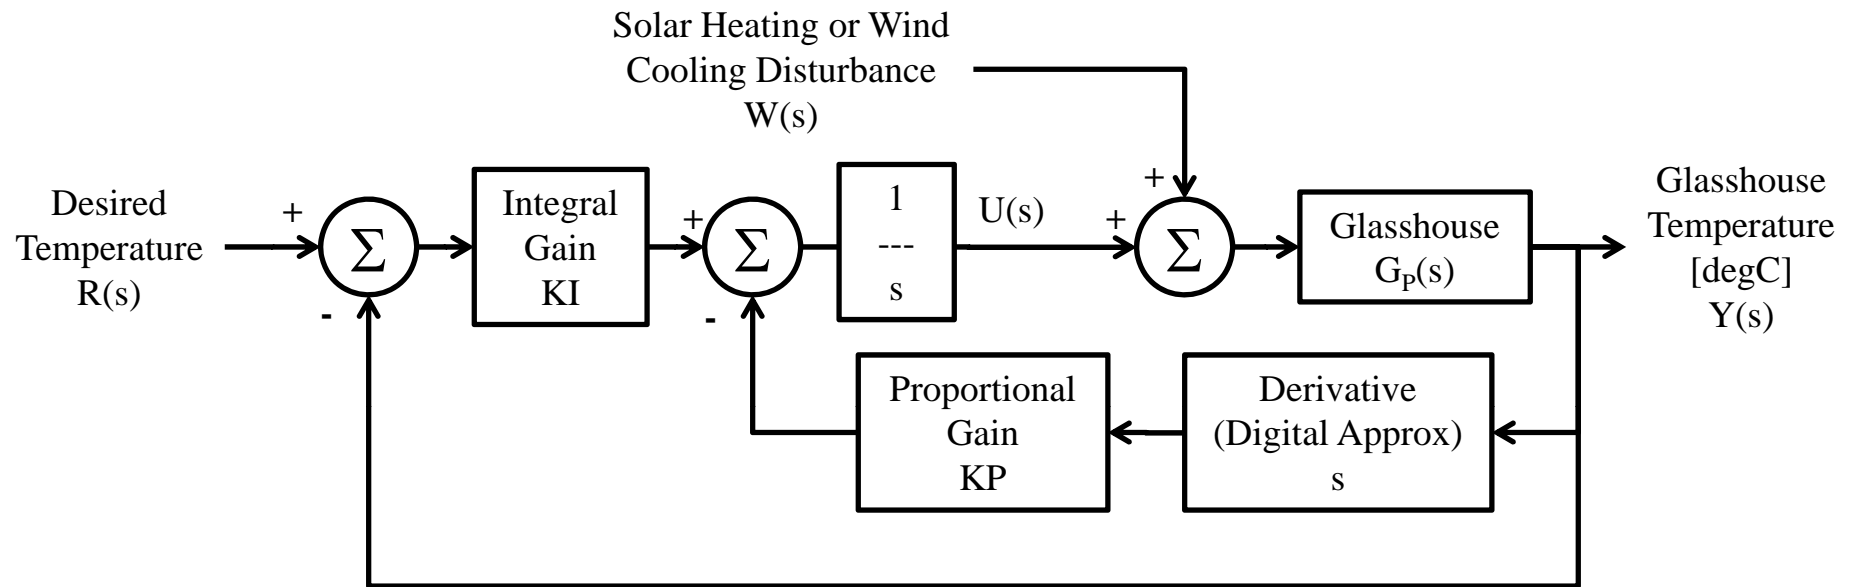 Solar Heating or Wind
Cooling Disturbance
W(s)
Desired
Temperature
R(s)
+
-
Σ
Integral
Gain
KI
+
-
Σ
1
---
s
U(s)
+
+
Σ
Glasshouse
G_P(s)
Glasshouse
Temperature
[degC]
Y(s)
Proportional
Gain
KP
Derivative
(Digital Approx)
s